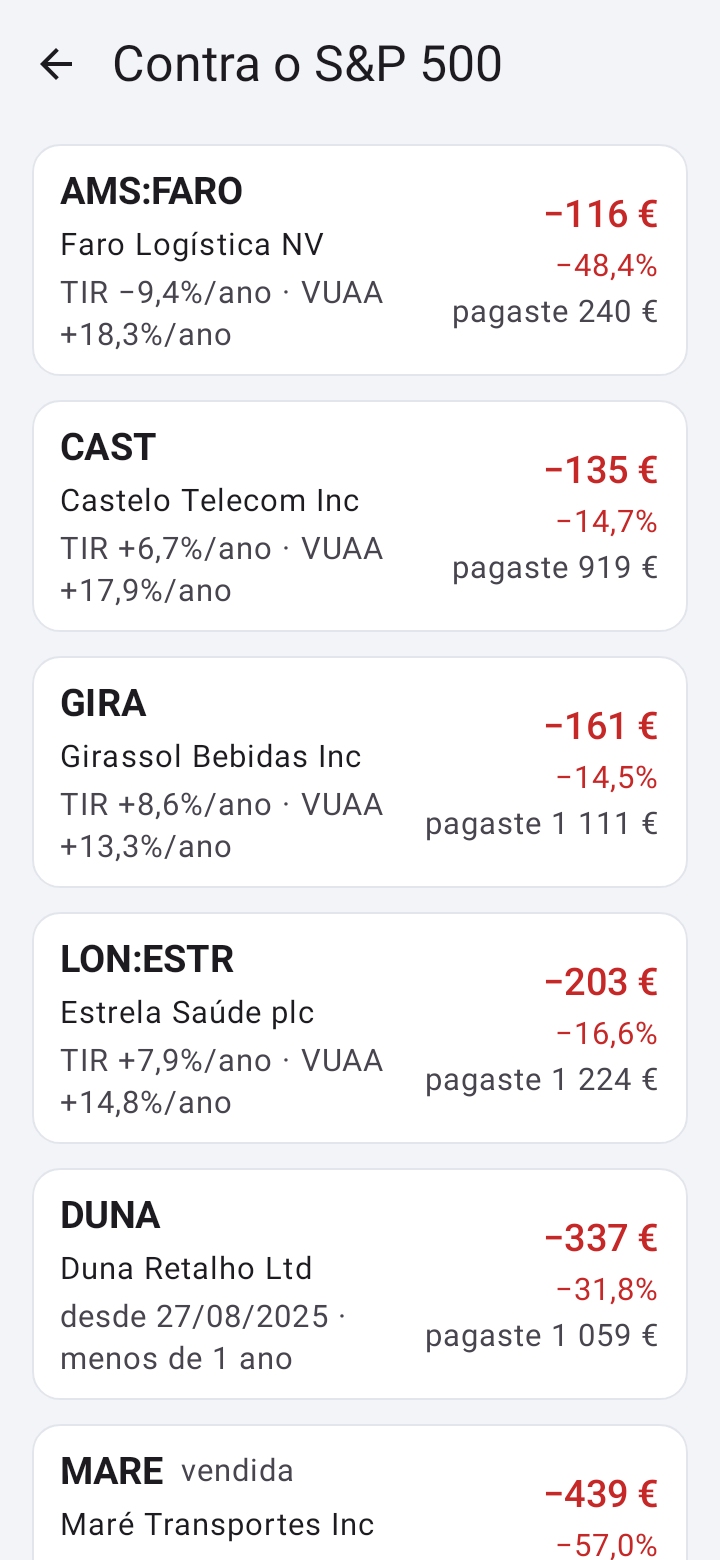 Contra o S&P 500
AMS:FARO
Faro Logística NV
TIR −9,4%/ano · VUAA
+18,3%/ano
−116 €
−48,4%
pagaste 240 €
CAST
Castelo Telecom Inc
TIR +6,7%/ano · VUAA
+17,9%/ano
−135 €
−14,7%
pagaste 919 €
GIRA
Girassol Bebidas Inc
TIR +8,6%/ano · VUAA
+13,3%/ano
−161 €
−14,5%
pagaste 1 111 €
LON:ESTR
Estrela Saúde plc
TIR +7,9%/ano · VUAA
+14,8%/ano
−203 €
−16,6%
pagaste 1 224 €
DUNA
Duna Retalho Ltd
desde 27/08/2025 ·
menos de 1 ano
−337 €
−31,8%
pagaste 1 059 €
MARE vendida
Maré Transportes Inc
−439 €
−57,0%